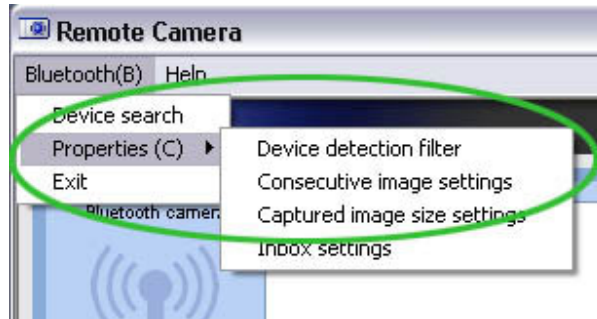 Remote Camera
Bluetooth(B) Help
Device search
Properties (C)
Exit
Device detection filter
Consecutive image settings
Captured image size settings
Inbox settings
Bluetooth camer